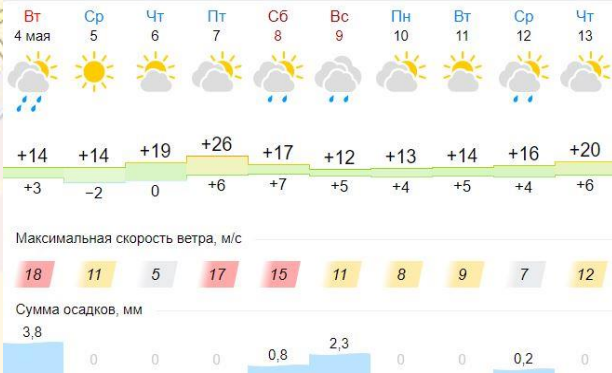 Вт Ср Чт Пт Сб Вс Пн Вт Ср Чт
4 мая 5 6 7 8 9 10 11 12 13
+14 +14 +19 +26 +17 +12 +13 +14 +16 +20
+3 −2 0 +6 +7 +5 +4 +5 +4 +6
Максимальная скорость ветра, м/с
18 11 5 17 15 11 8 9 7 12
Сумма осадков, мм
3,8 0 0 0 0,8 2,3 0 0 0,2 0